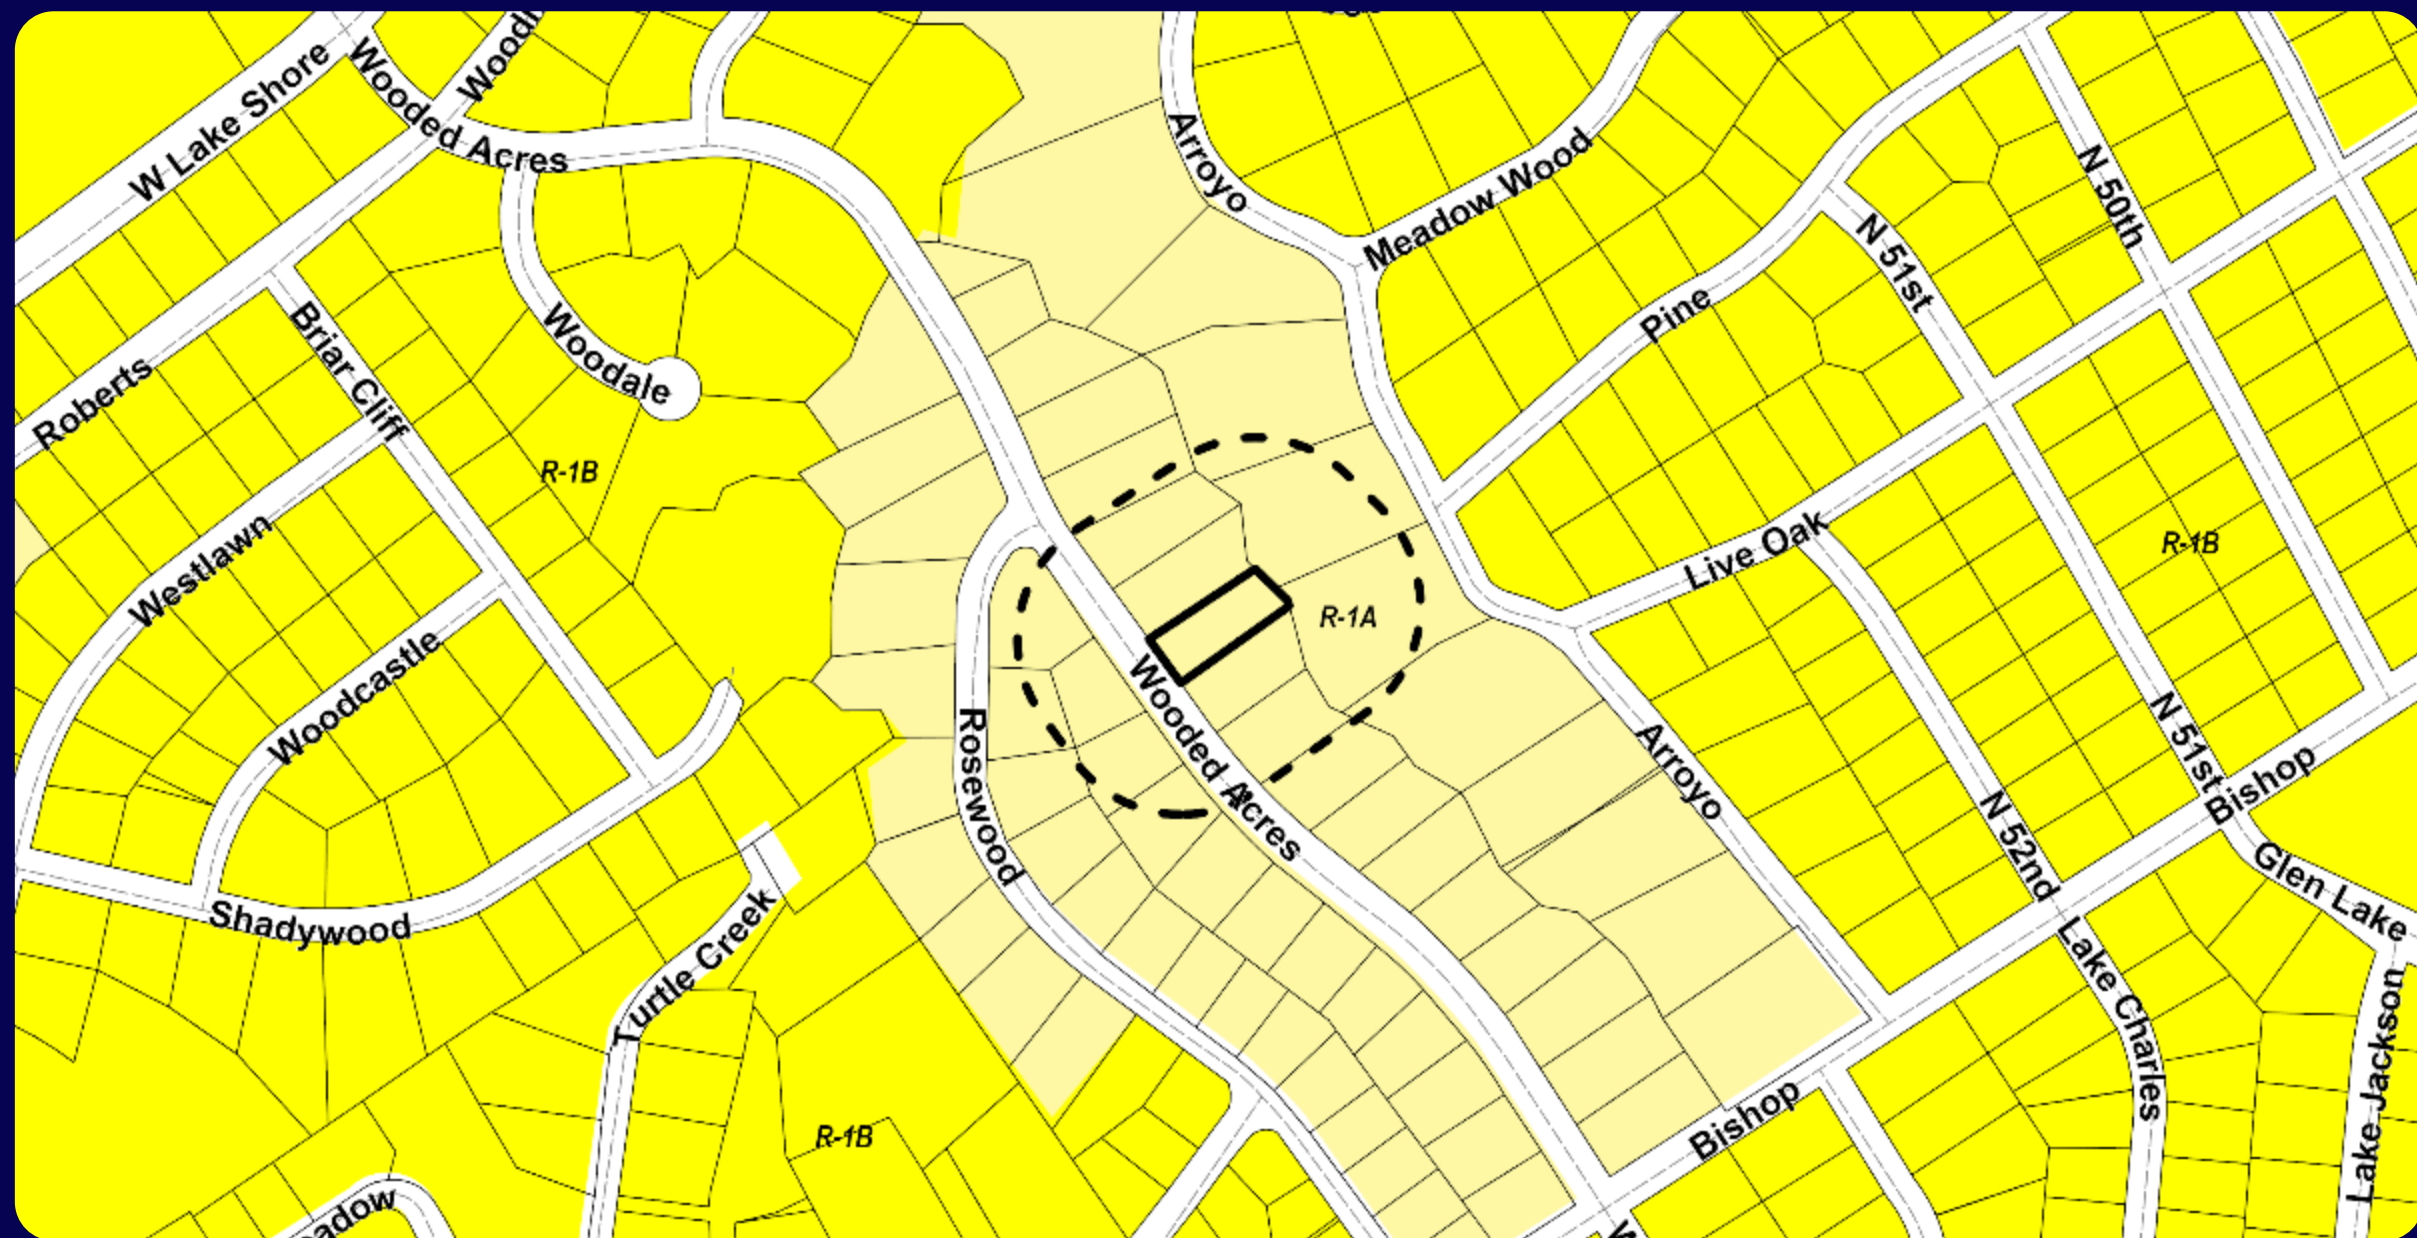 W Lake Shore
Wooded Acres
Arroyo
Meadow Wood
N 50th
N 51st
Pine
Woodale
Briar Cliff
Roberts
R-1B
Westlawn
Live Oak
R-1B
R-1A
Woodcastle
Wooded Acres
Rosewood
Arroyo
N 51st
Bishop
N 52nd
Glen Lake
Shadywood
Turtle Creek
Lake Charles
Lake Jackson
Bishop
R-1B